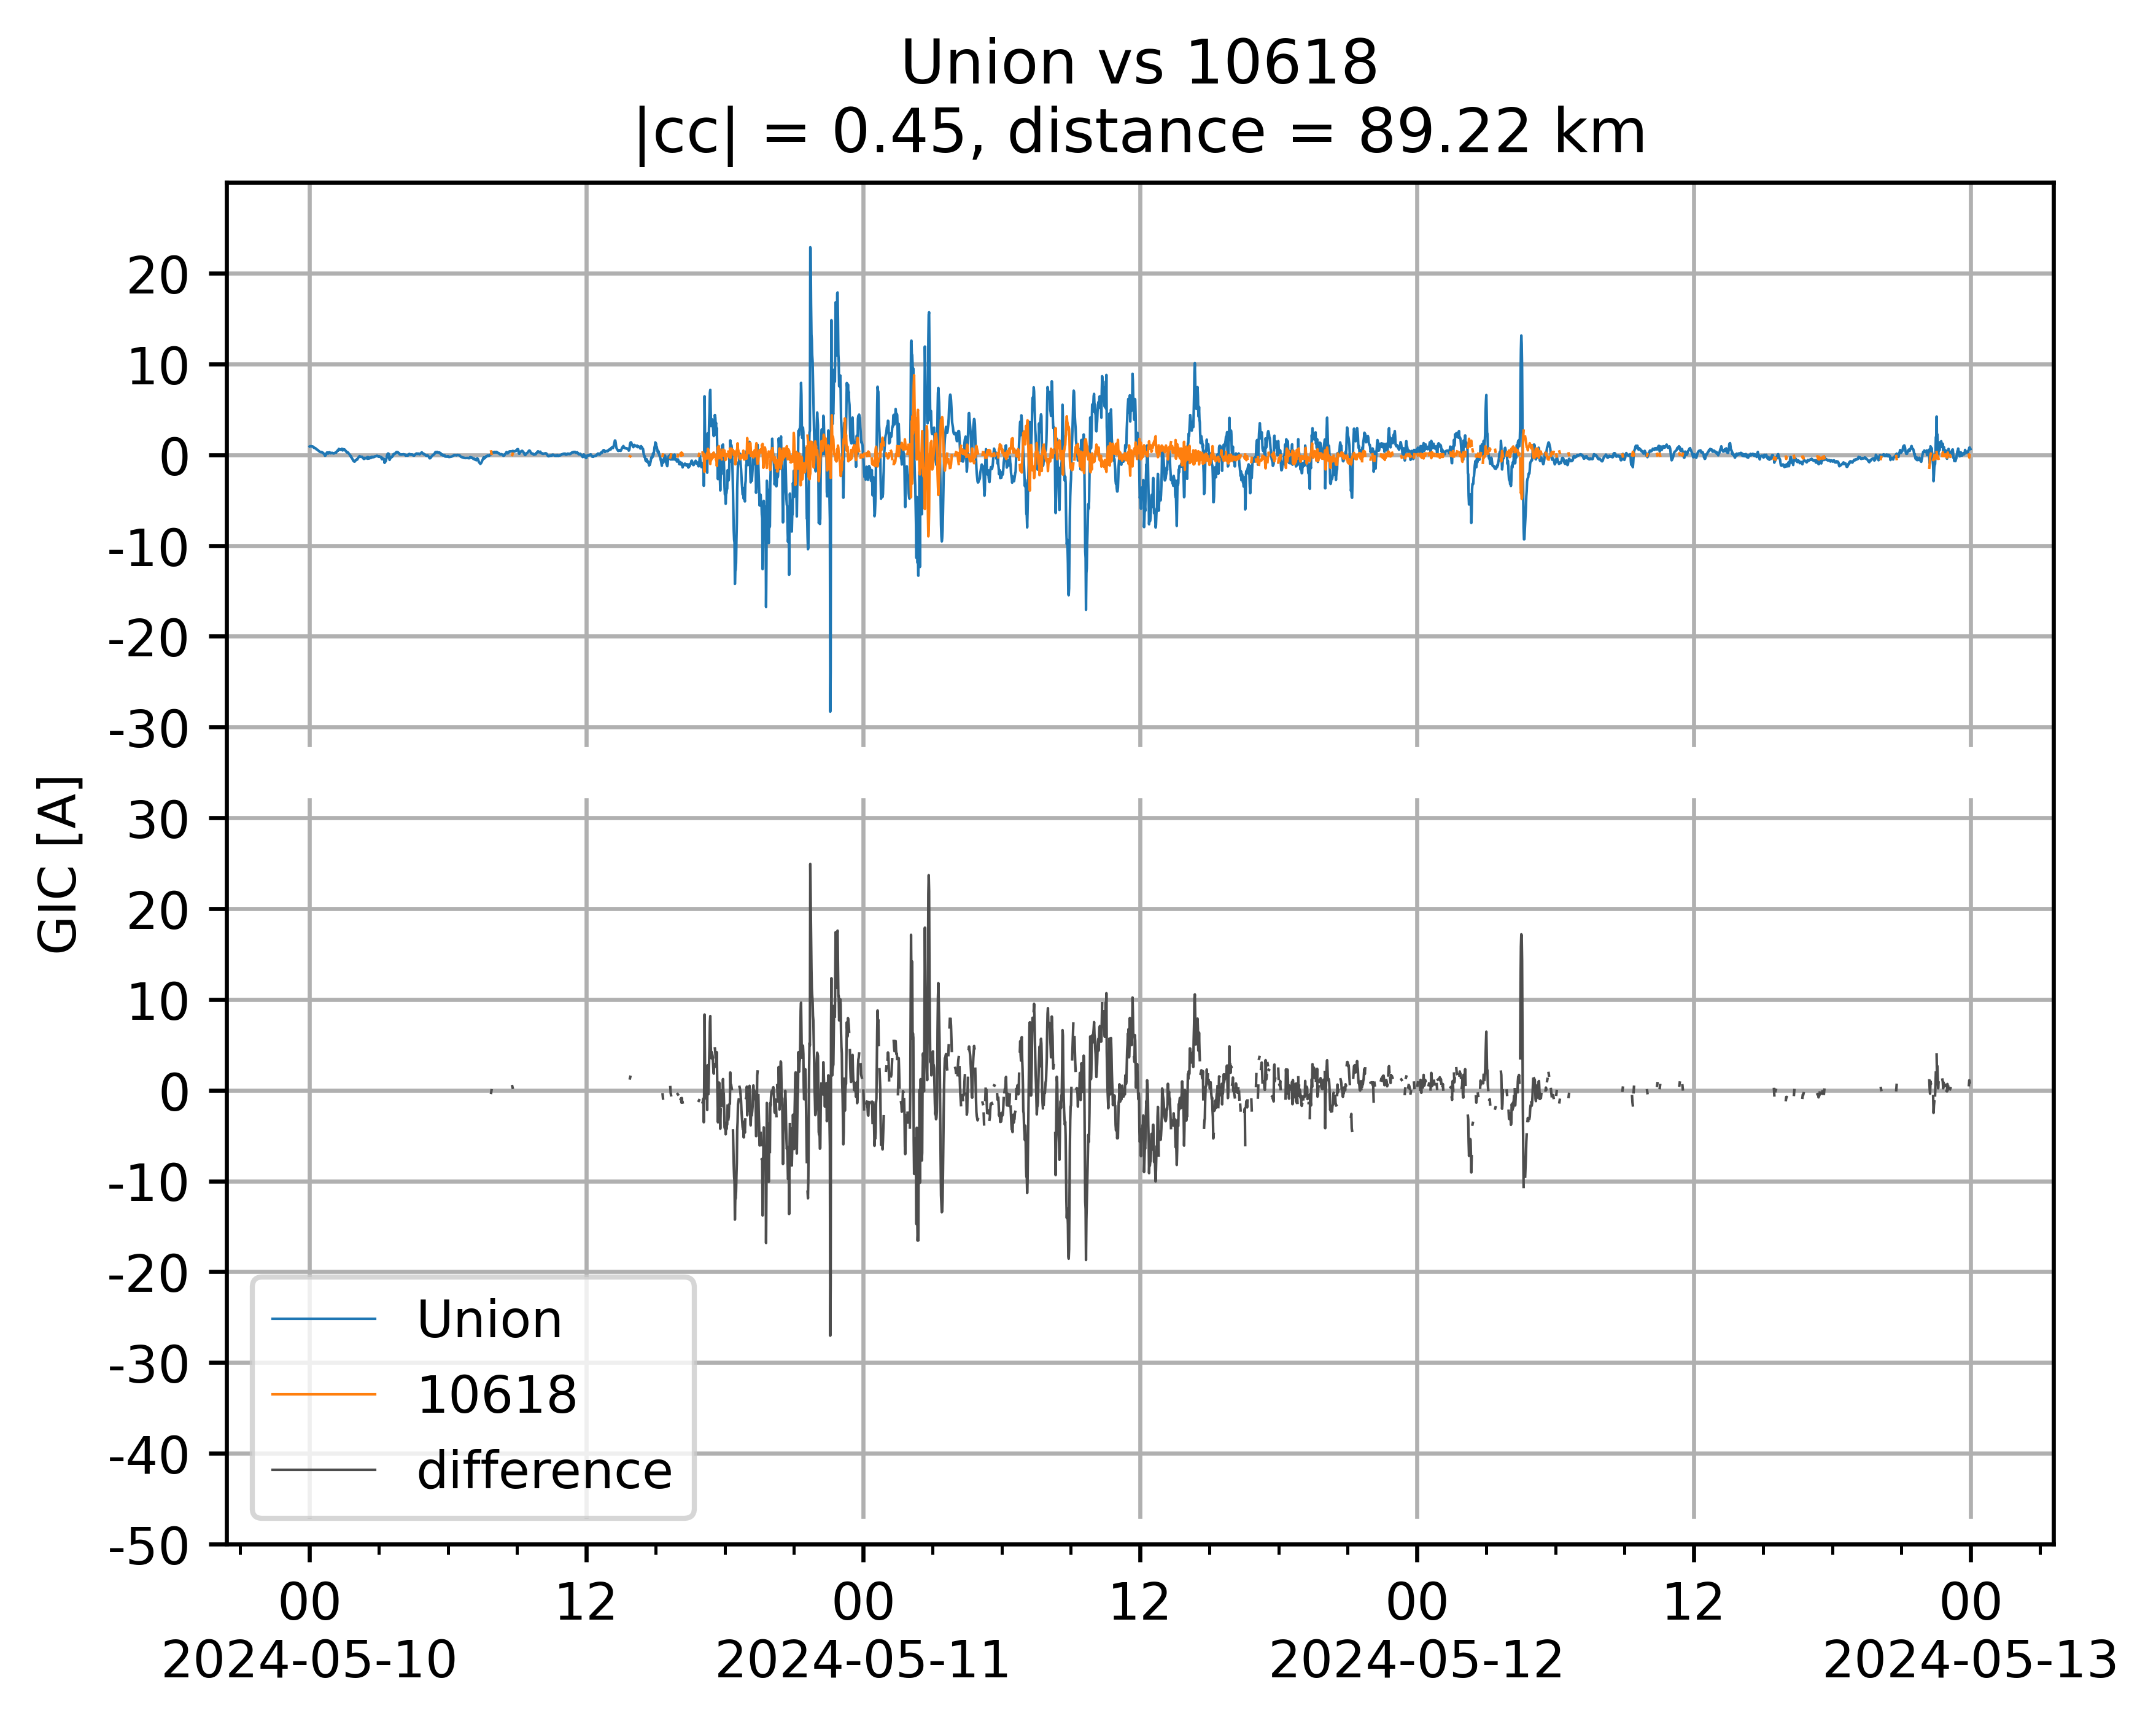 Union vs 10618
|cc| = 0.45, distance = 89.22 km
GIC [A]
20
10
0
-10
-20
-30
30
20
10
0
-10
-20
-30
-40
-50
Union
10618
difference
00 12 00 12 00 12 00
2024-05-10 2024-05-11 2024-05-12 2024-05-13